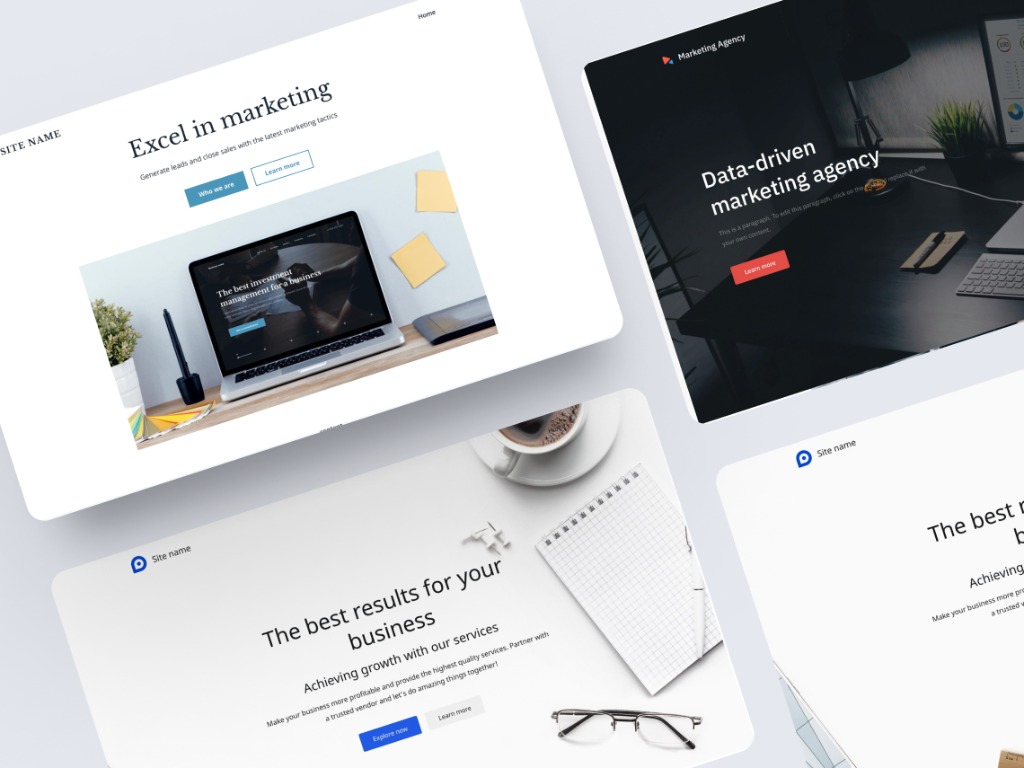 Home
SITE NAME
Excel in marketing
Generate leads and close sales with the latest marketing tactics
Who we are
Learn more
The best investment
management for a business
Marketing Agency
Data-driven
marketing agency
This is a paragraph. To edit this paragraph, click on the
replace it with
your own content.
Learn more
Site name
The best results for your
business
Achieving growth with our services
Make your business more profitable and provide the highest quality services. Partner with
a trusted vendor and let's do amazing things together!
Explore now
Learn more
Site name
The best
Achieving
Make your business more
a trusted